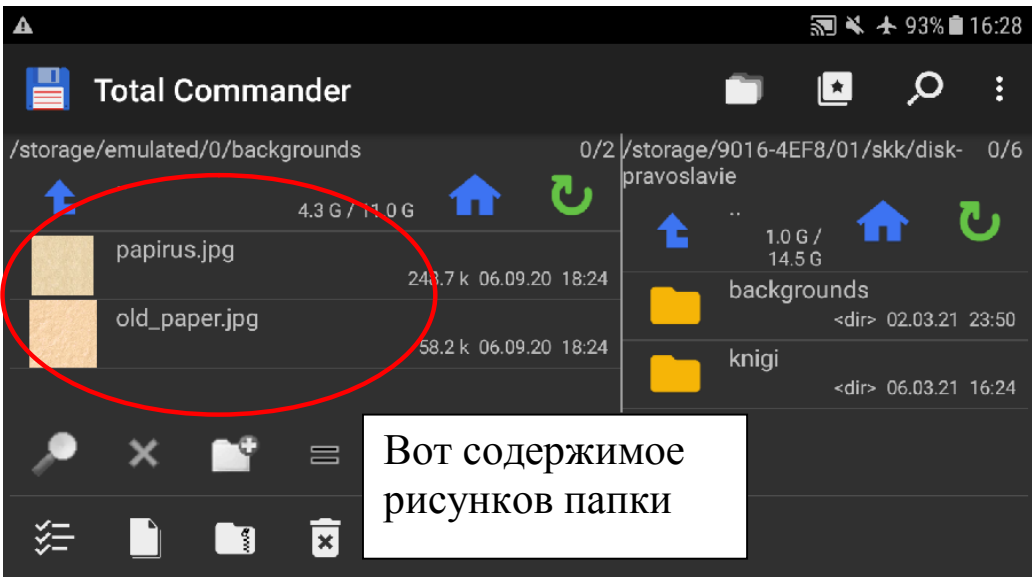 93% 16:28
Total Commander
/storage/emulated/0/backgrounds 0/2
4.3 G / 11.0 G
papirus.jpg
248.7 k 06.09.20 18:24
old_paper.jpg
58.2 k 06.09.20 18:24
/storage/9016-4EF8/01/skk/disk- 0/6
pravoslavie
..
1.0 G /
14.5 G
backgrounds
<dir> 02.03.21 23:50
knigi
<dir> 06.03.21 16:24
Вот содержимое
рисунков папки